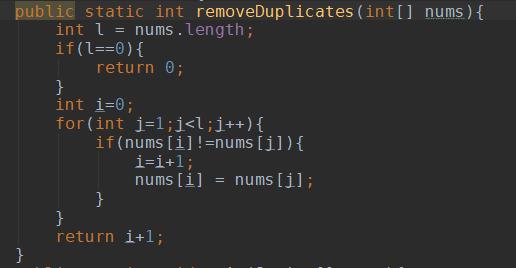 public static int removeDuplicates(int[] nums){
    int l = nums.length;
    if(l==0){
        return 0;
    }
    int i=0;
    for(int j=1;j<l;j++){
        if(nums[i]!=nums[j]){
            i=i+1;
            nums[i] = nums[j];
        }
    }
    return i+1;
}